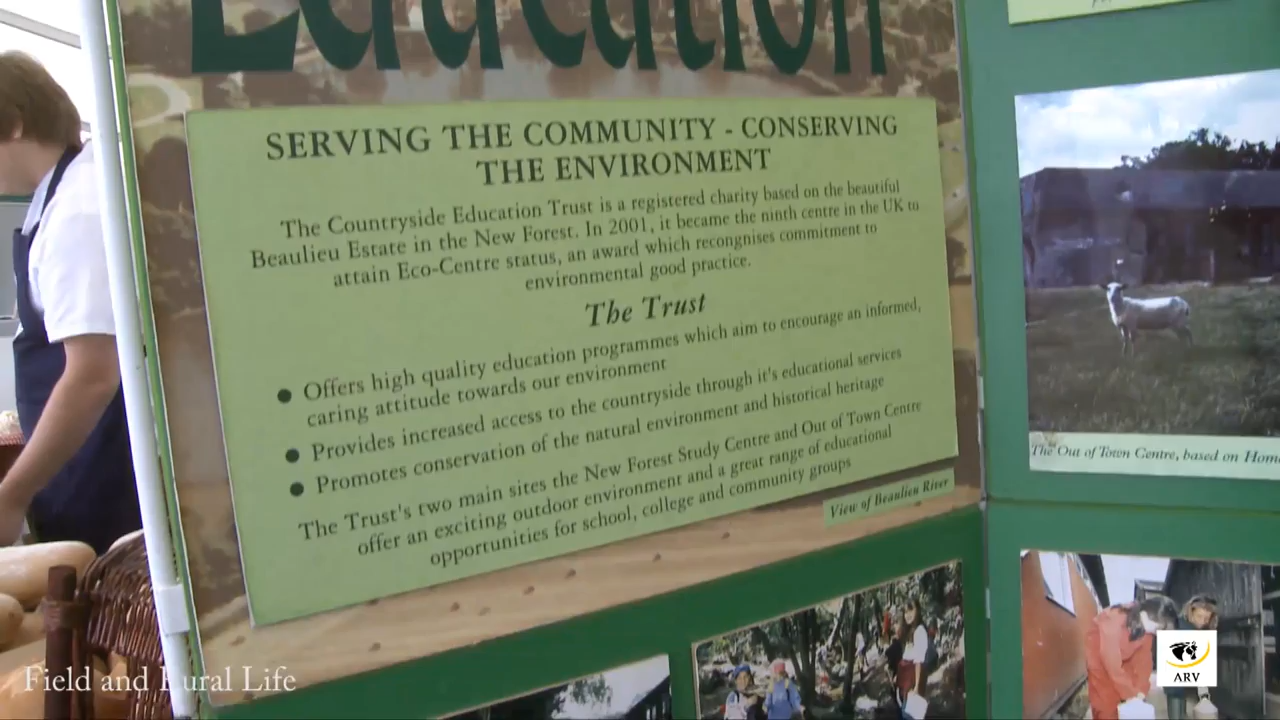 Education
SERVING THE COMMUNITY - CONSERVING
THE ENVIRONMENT
The Countryside Education Trust is a registered charity based on the beautiful
Beaulieu Estate in the New Forest. In 2001, it became the ninth centre in the UK to
attain Eco-Centre status, an award which recongnises commitment to
environmental good practice.
The Trust
● Offers high quality education programmes which aim to encourage an informed,
caring attitude towards our environment
● Provides increased access to the countryside through it's educational services
● Promotes conservation of the natural environment and historical heritage
The Trust's two main sites the New Forest Study Centre and Out of Town Centre
offer an exciting outdoor environment and a great range of educational
opportunities for school, college and community groups
View of Beaulieu River
The Out of Town Centre, based on Home
Field and Rural Life
ARV